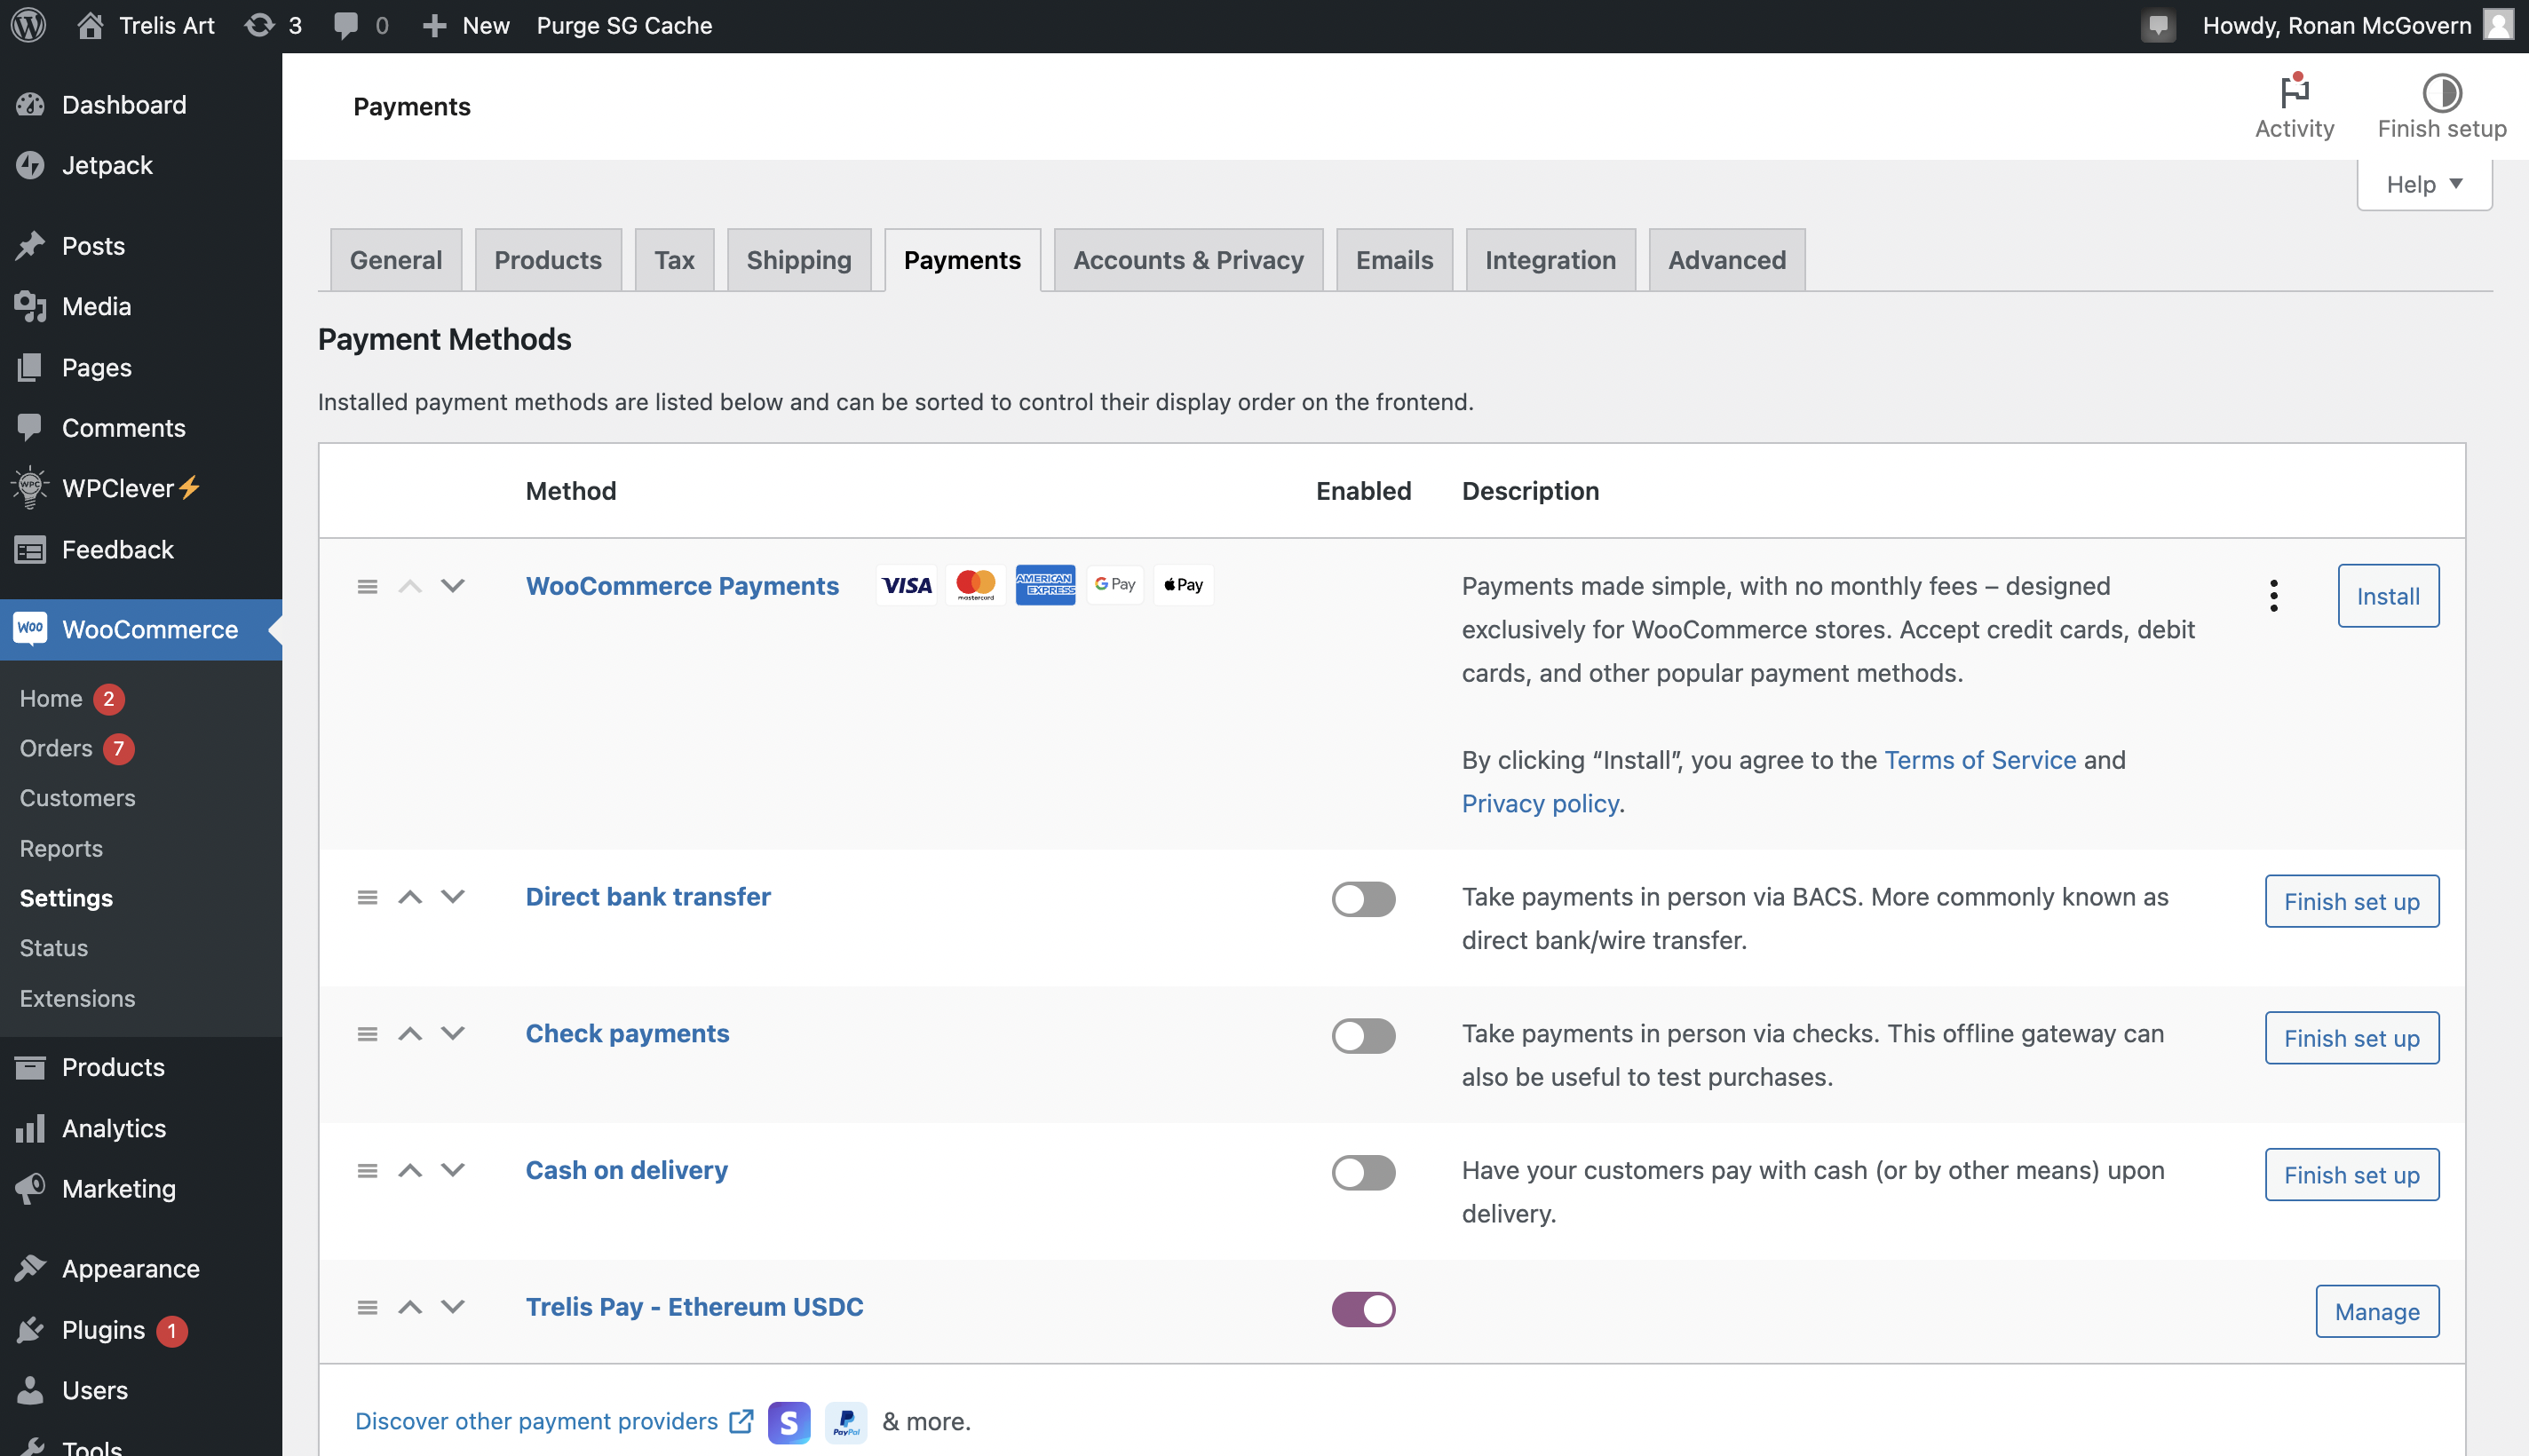 Trelis Art 3 0 New Purge SG Cache Howdy, Ronan McGovern
Dashboard
Jetpack
Posts
Media
Pages
Comments
WPC
WPClever⚡
Feedback
Woo WooCommerce
Home 2
Orders 7
Customers
Reports
Settings
Status
Extensions
Products
Analytics
Marketing
Appearance
Plugins 1
Users
Tools
Payments
Activity
Finish setup
Help
General Products Tax Shipping Payments Accounts & Privacy Emails Integration Advanced
Payment Methods
Installed payment methods are listed below and can be sorted to control their display order on the frontend.
Method Enabled Description
WooCommerce Payments VISA mastercard AMERICAN EXPRESS G Pay Pay
Payments made simple, with no monthly fees – designed
exclusively for WooCommerce stores. Accept credit cards, debit
cards, and other popular payment methods.
By clicking “Install”, you agree to the Terms of Service and
Privacy policy.
Install
Direct bank transfer
Take payments in person via BACS. More commonly known as
direct bank/wire transfer.
Finish set up
Check payments
Take payments in person via checks. This offline gateway can
also be useful to test purchases.
Finish set up
Cash on delivery
Have your customers pay with cash (or by other means) upon
delivery.
Finish set up
Trelis Pay - Ethereum USDC
Manage
Discover other payment providers S PayPal & more.